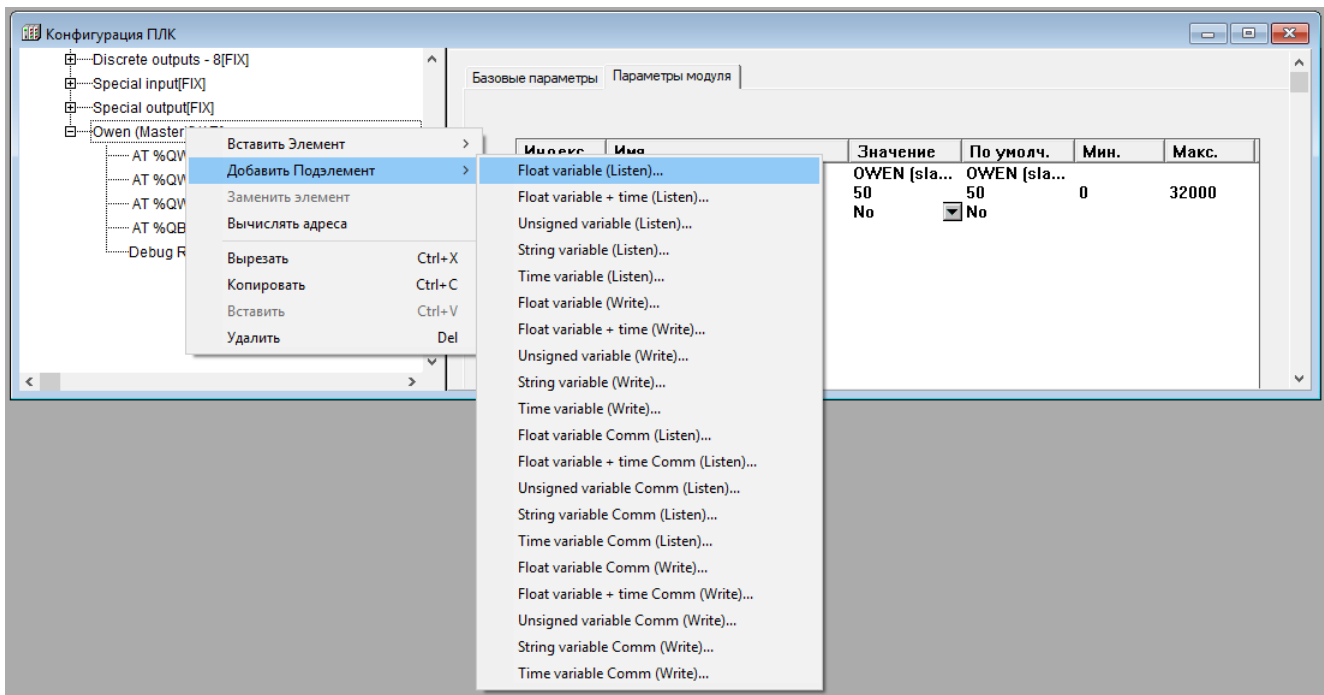 Конфигурация ПЛК
Discrete outputs - 8[FIX]
Special input[FIX]
Special output[FIX]
Owen (Master
AT %QW
AT %QW
AT %QW
AT %QB
Debug R
Вставить Элемент
Добавить Подэлемент
Заменить элемент
Вычислять адреса
Вырезать Ctrl+X
Копировать Ctrl+C
Вставить Ctrl+V
Удалить Del
Базовые параметры Параметры модуля
Индекс Имя Значение По умолч. Мин. Макс.
OWEN (sla... OWEN (sla...
50 50 0 32000
No No
Float variable (Listen)...
Float variable + time (Listen)...
Unsigned variable (Listen)...
String variable (Listen)...
Time variable (Listen)...
Float variable (Write)...
Float variable + time (Write)...
Unsigned variable (Write)...
String variable (Write)...
Time variable (Write)...
Float variable Comm (Listen)...
Float variable + time Comm (Listen)...
Unsigned variable Comm (Listen)...
String variable Comm (Listen)...
Time variable Comm (Listen)...
Float variable Comm (Write)...
Float variable + time Comm (Write)...
Unsigned variable Comm (Write)...
String variable Comm (Write)...
Time variable Comm (Write)...